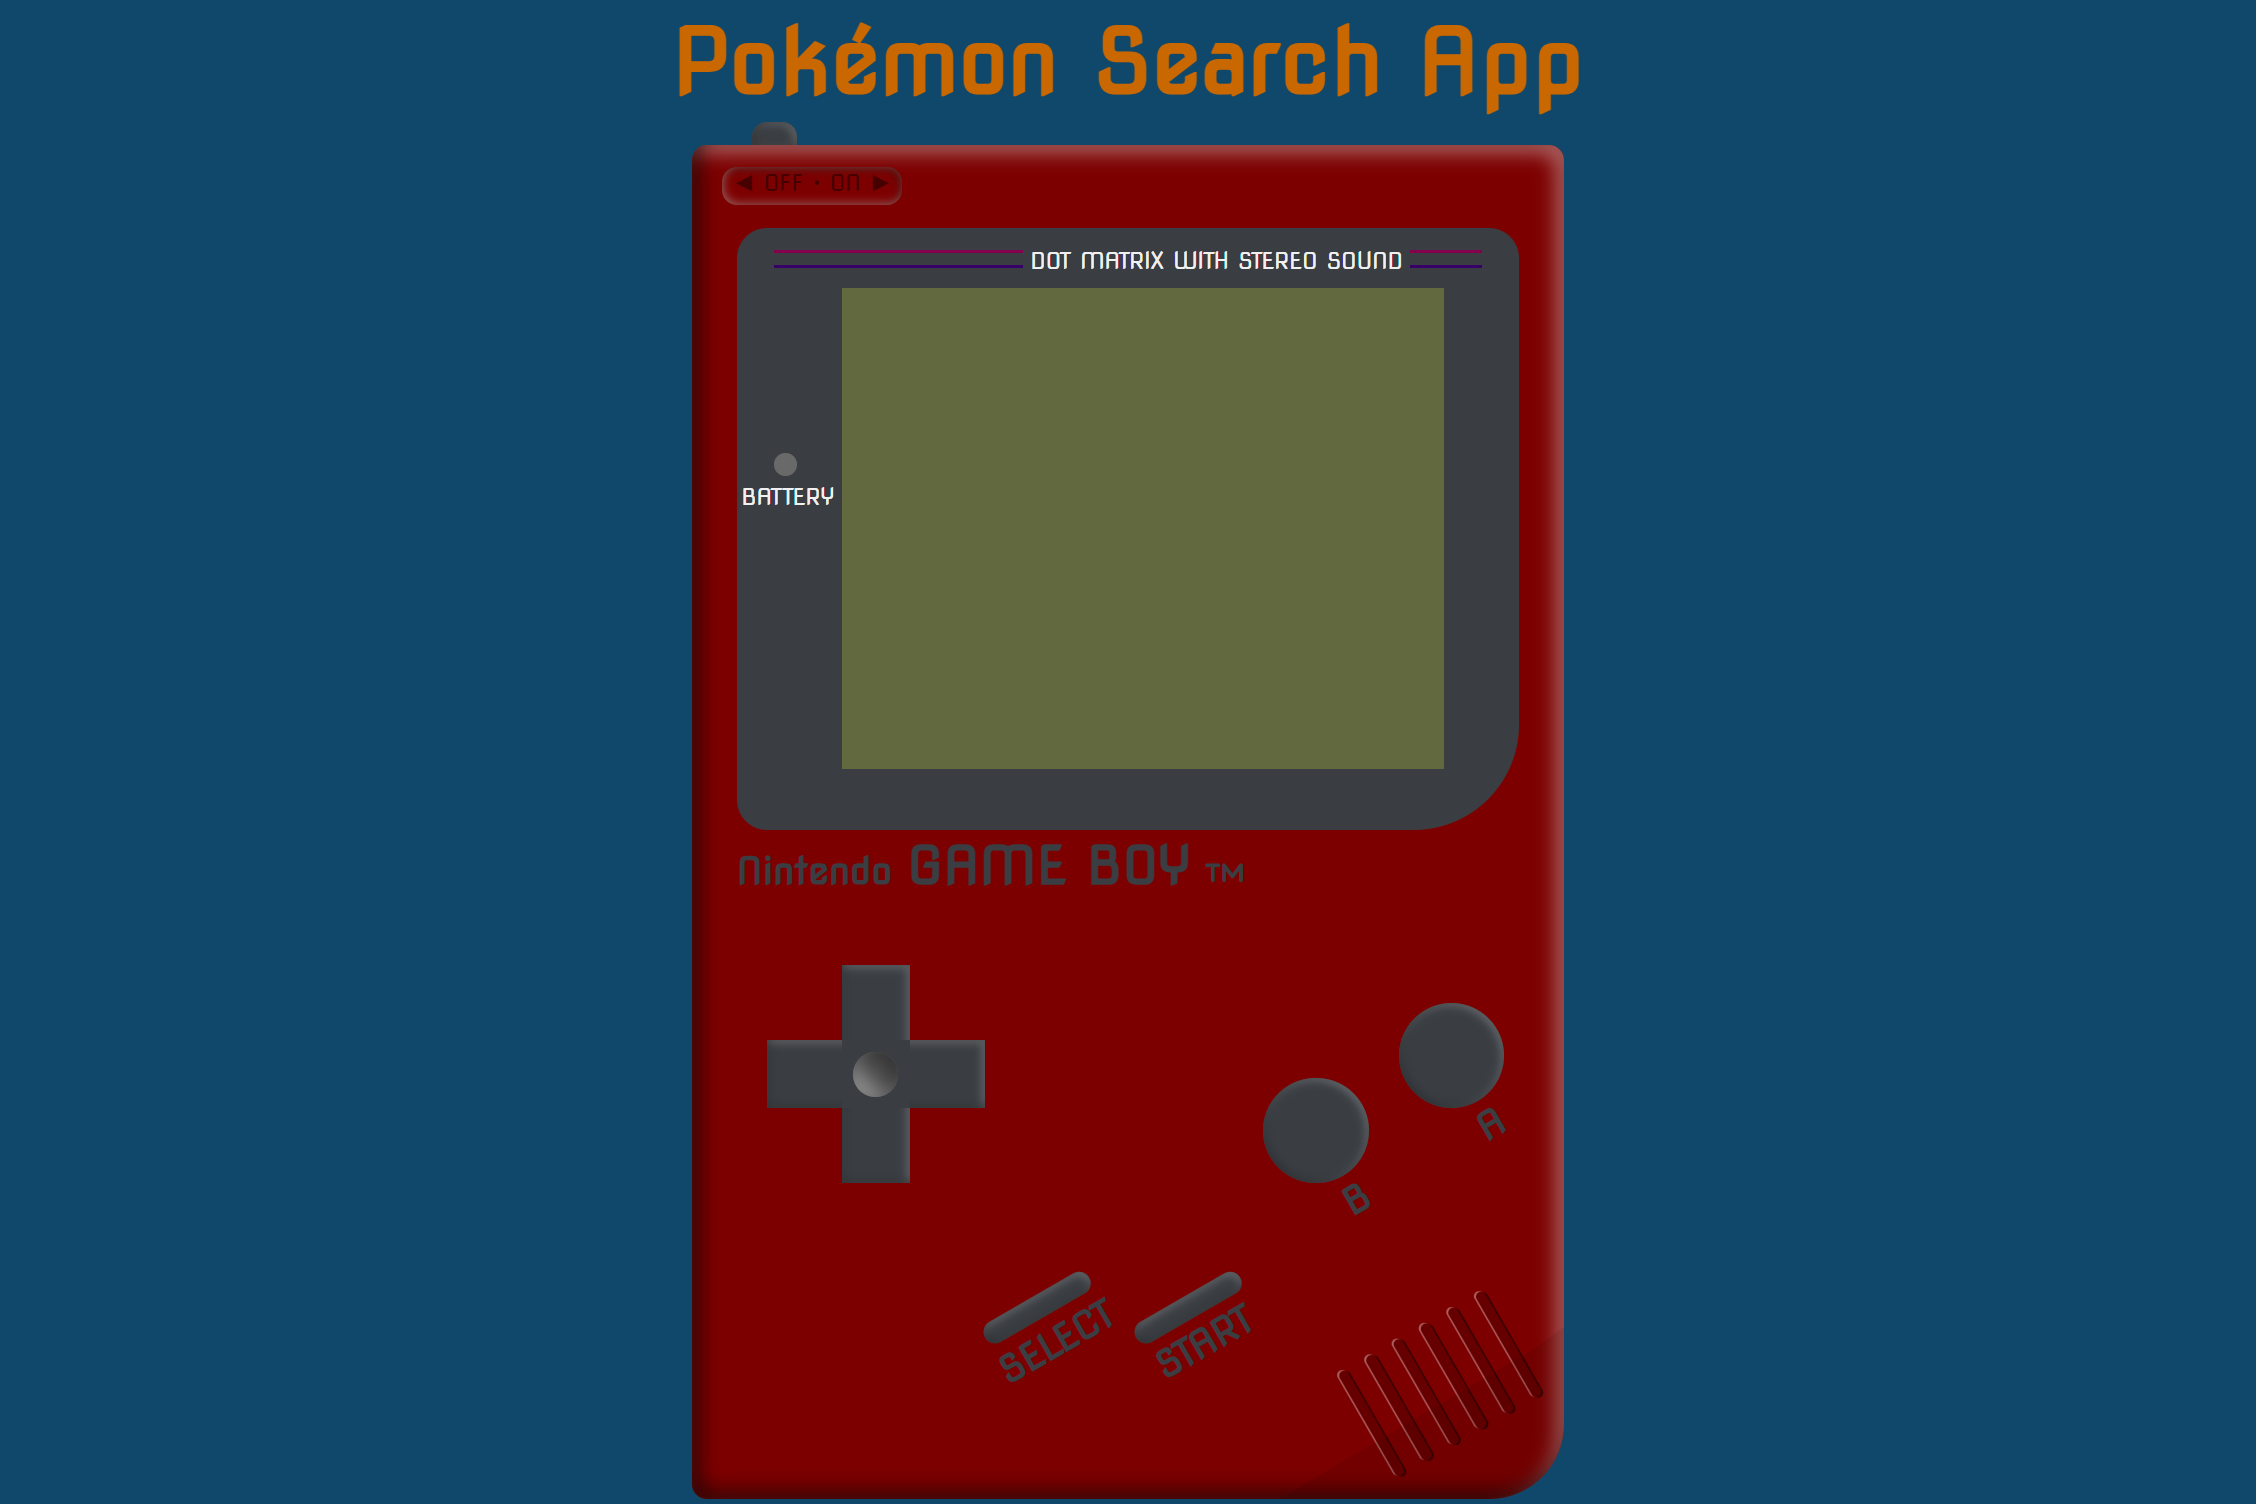 Pokémon Search App
◀ OFF · ON ▶
DOT MATRIX WITH STEREO SOUND
BATTERY
Nintendo GAME BOY TM
A
B
SELECT
START